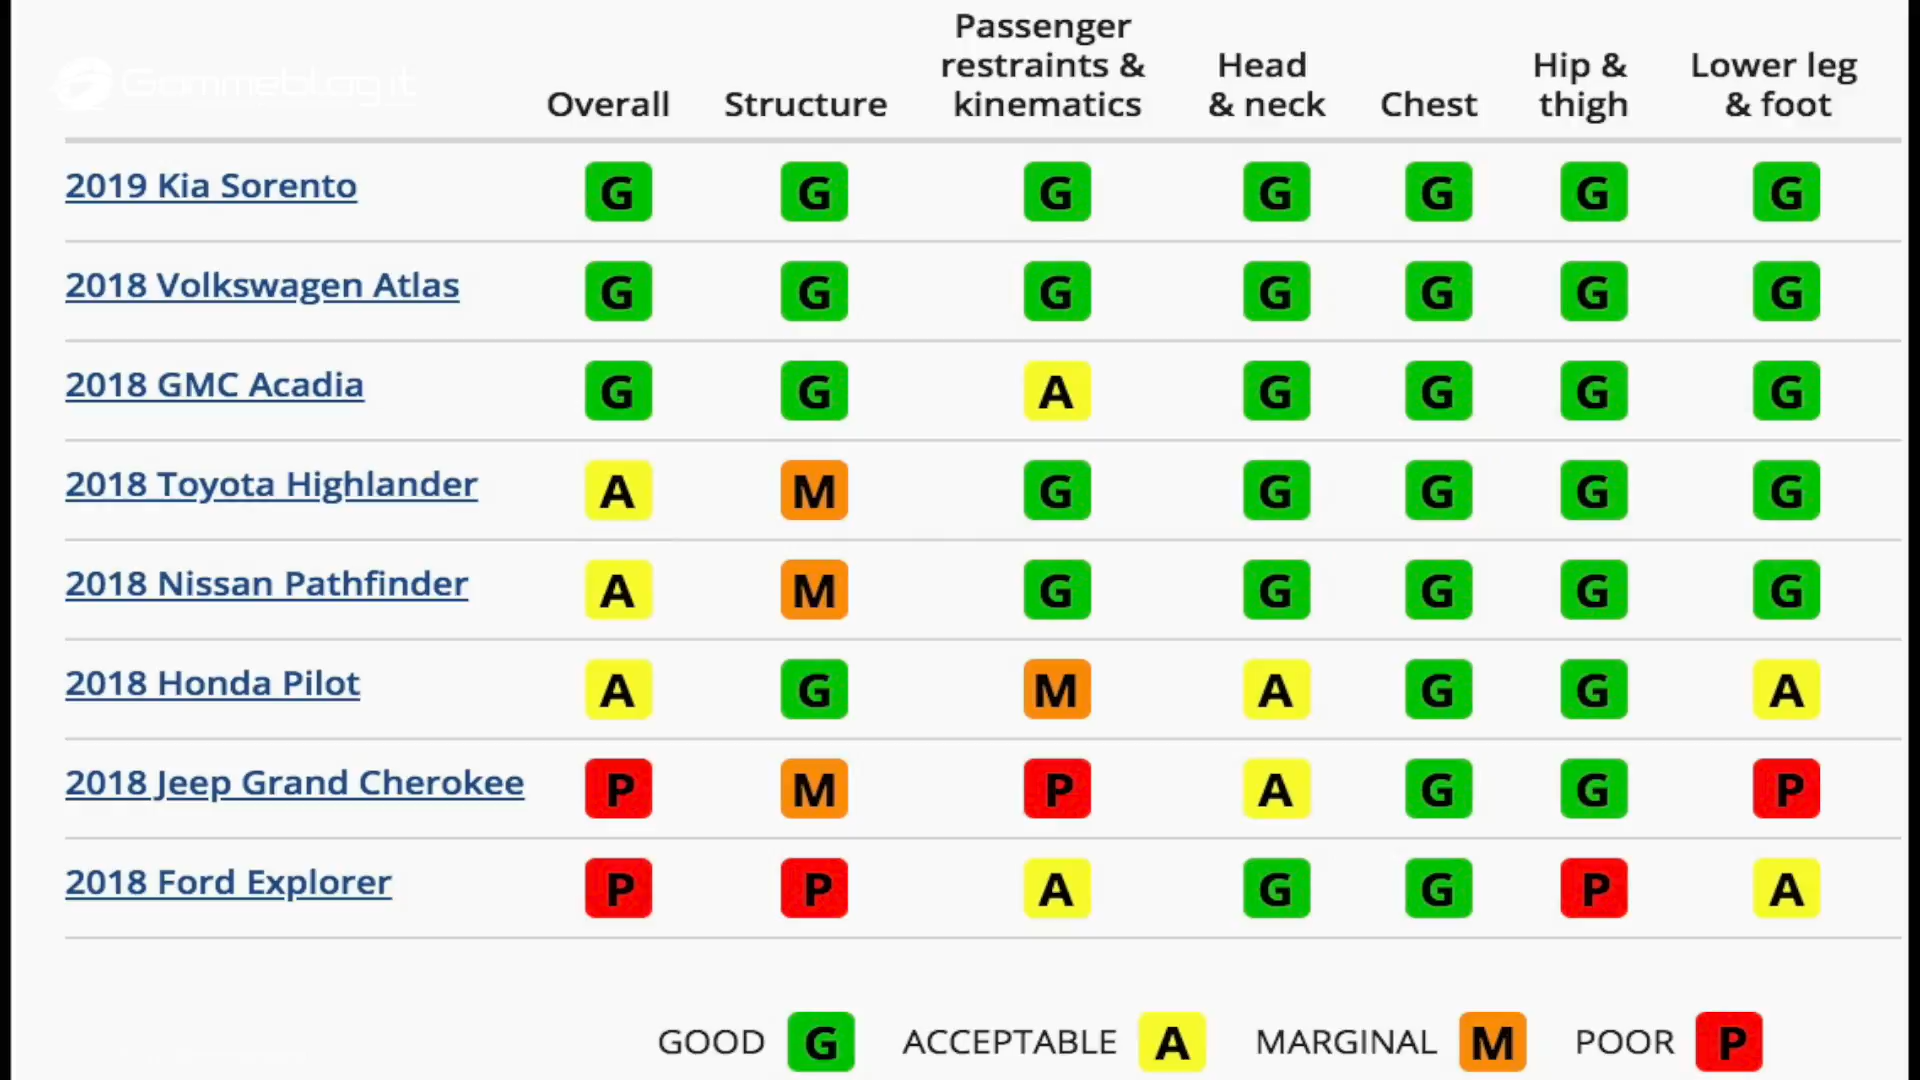 Gommeblog.it
Overall Structure Passenger restraints & kinematics Head & neck Chest Hip & thigh Lower leg & foot
2019 Kia Sorento G G G G G G G
2018 Volkswagen Atlas G G G G G G G
2018 GMC Acadia G G A G G G G
2018 Toyota Highlander A M G G G G G
2018 Nissan Pathfinder A M G G G G G
2018 Honda Pilot A G M A G G A
2018 Jeep Grand Cherokee P M P A G G P
2018 Ford Explorer P P A G G P A
GOOD G ACCEPTABLE A MARGINAL M POOR P